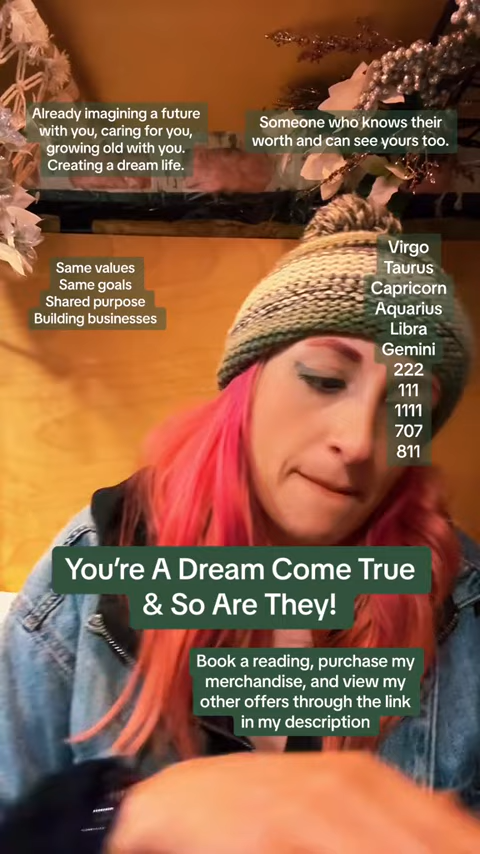 Already imagining a future
with you, caring for you,
growing old with you.
Creating a dream life.
Someone who knows their
worth and can see yours too.
Same values
Same goals
Shared purpose
Building businesses
Virgo
Taurus
Capricorn
Aquarius
Libra
Gemini
222
111
1111
707
811
You’re A Dream Come True
& So Are They!
Book a reading, purchase my
merchandise, and view my
other offers through the link
in my description